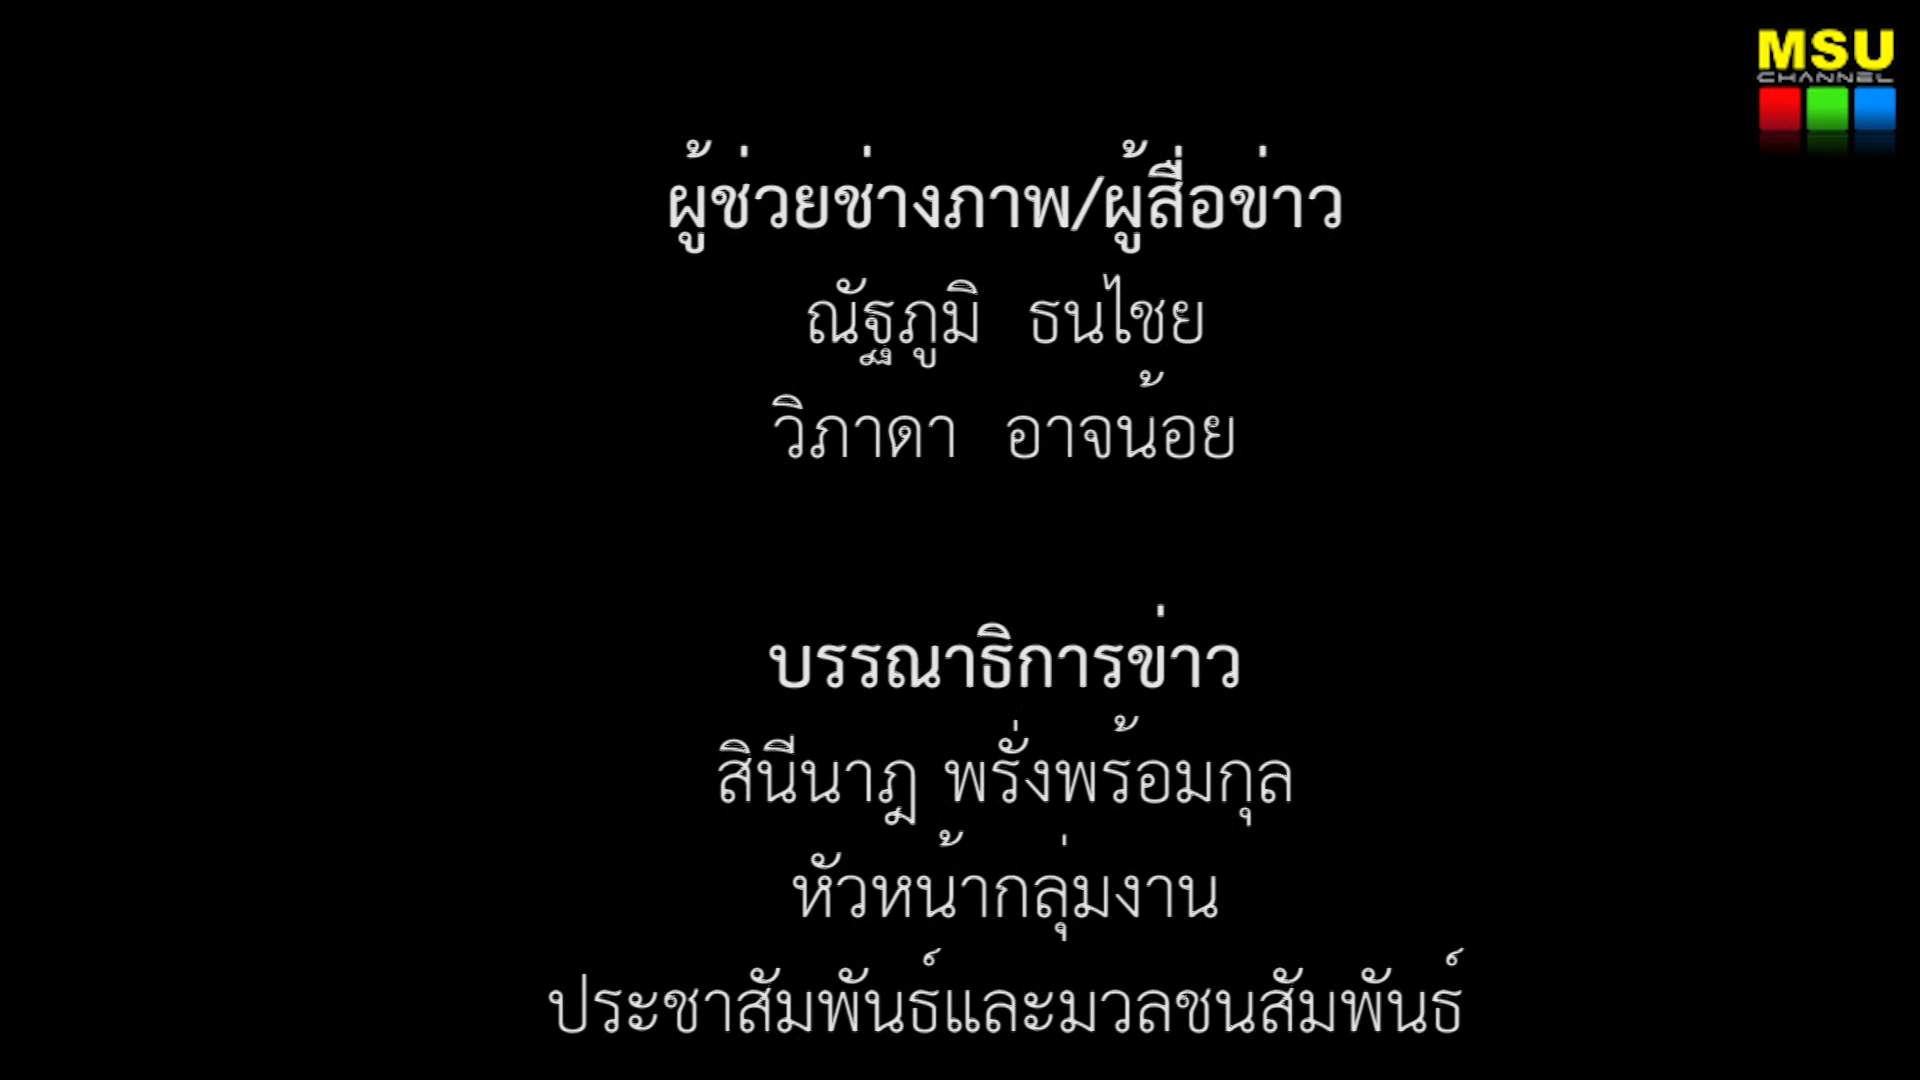 MSU
CHANNEL
ผู้ช่วยช่างภาพ/ผู้สื่อข่าว
ณัฐภูมิ ธนไชย
วิภาดา อาจน้อย
บรรณาธิการข่าว
สินีนาฎ พรั่งพร้อมกุล
หัวหน้ากลุ่มงาน
ประชาสัมพันธ์และมวลชนสัมพันธ์